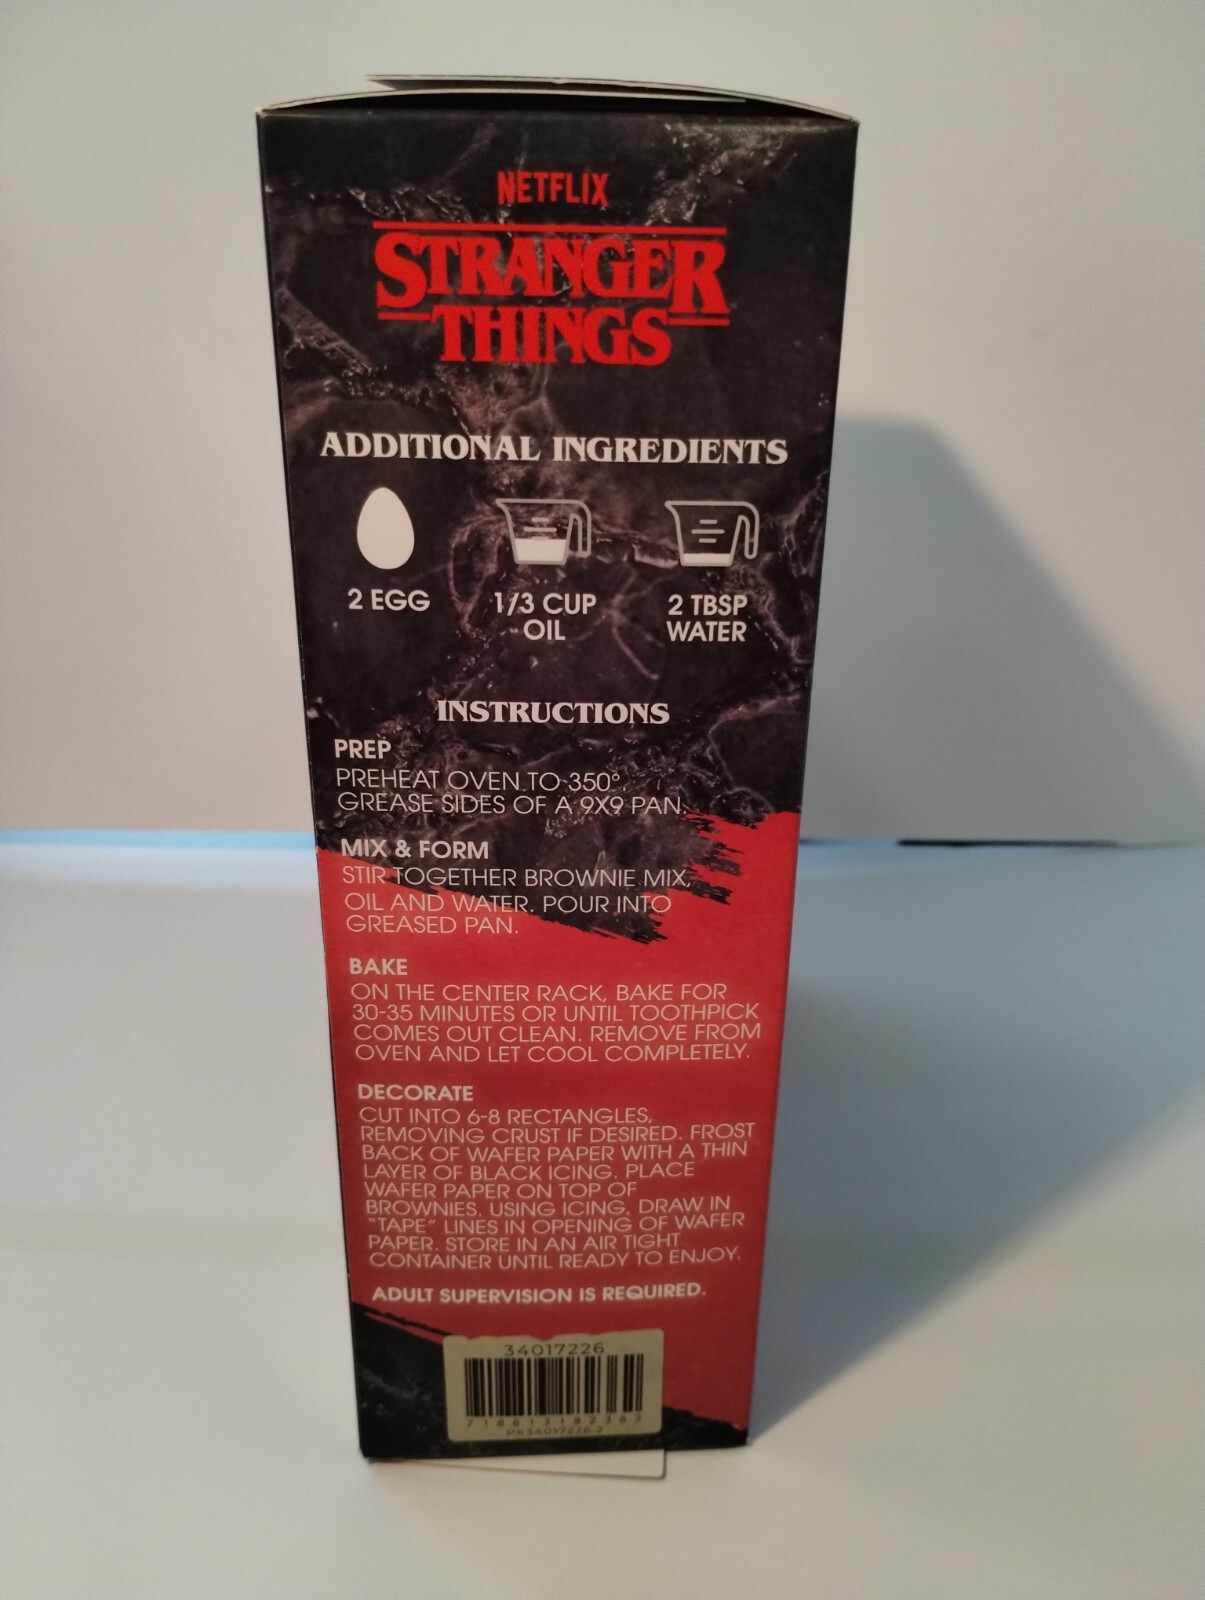 NETFLIX
STRANGER
THINGS
ADDITIONAL INGREDIENTS
2 EGG
1/3 CUP
OIL
2 TBSP
WATER
INSTRUCTIONS
PREP
PREHEAT OVEN TO 350°.
GREASE SIDES OF A 9X9 PAN.
MIX & FORM
STIR TOGETHER BROWNIE MIX,
OIL AND WATER. POUR INTO
GREASED PAN.
BAKE
ON THE CENTER RACK, BAKE FOR
30-35 MINUTES OR UNTIL TOOTHPICK
COMES OUT CLEAN. REMOVE FROM
OVEN AND LET COOL COMPLETELY.
DECORATE
CUT INTO 6-8 RECTANGLES,
REMOVING CRUST IF DESIRED. FROST
BACK OF WAFER PAPER WITH A THIN
LAYER OF BLACK ICING. PLACE
WAFER PAPER ON TOP OF
BROWNIES. USING ICING, DRAW IN
"TAPE" LINES IN OPENING OF WAFER
PAPER. STORE IN AN AIR TIGHT
CONTAINER UNTIL READY TO ENJOY.
ADULT SUPERVISION IS REQUIRED.
34017226
718813182362
PK34017226.2